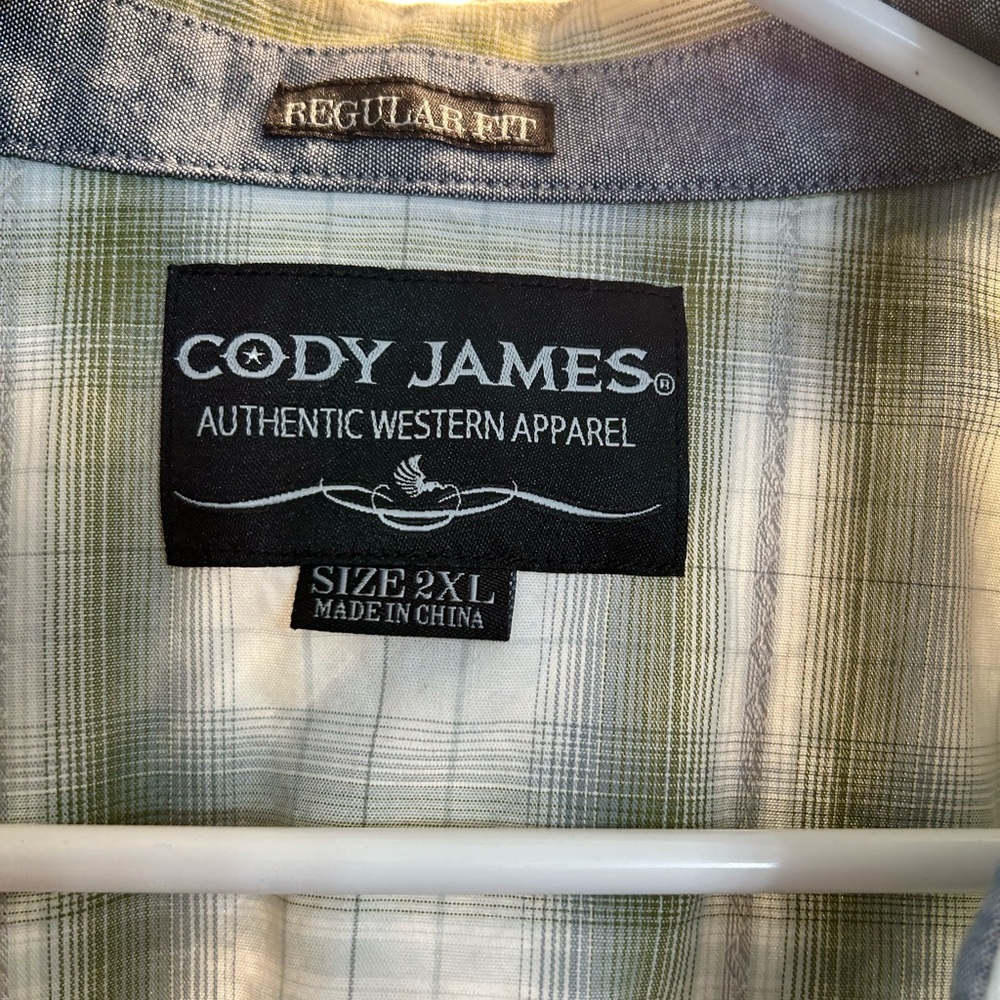 REGULAR FIT
CODY JAMES®
AUTHENTIC WESTERN APPAREL
SIZE 2XL
MADE IN CHINA